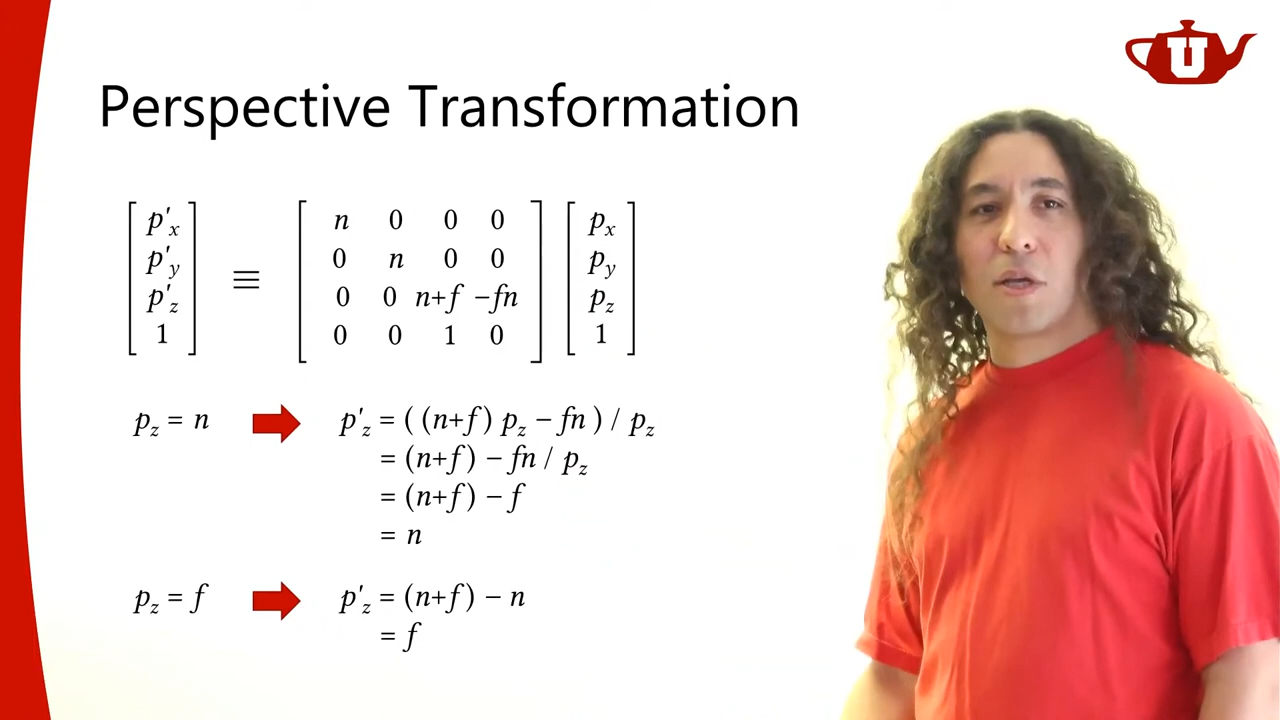 U
Perspective Transformation
[p'x p'y p'z 1] ≡ [n 0 0 0; 0 n 0 0; 0 0 n+f −fn; 0 0 1 0] [px py pz 1]
pz = n ➡ p'z = ( (n+f) pz − fn ) / pz
= (n+f) − fn / pz
= (n+f) − f
= n
pz = f ➡ p'z = (n+f) − n
= f